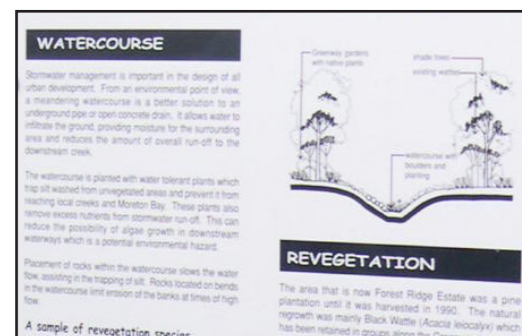 WATERCOURSE
Stormwater management is important in the design of all
urban development. From an environmental point of view,
a meandering watercourse is a better solution to an
underground pipe or open concrete drain. It allows water to
infiltrate the ground, providing moisture for the surrounding
area and reduces the amount of overall run-off to the
downstream creek.
The watercourse is planted with water tolerant plants which
trap silt washed from unvegetated areas and prevent it from
reaching local creeks and Moreton Bay. These plants also
remove excess nutrients from stormwater run-off. This can
reduce the possibility of algae growth in downstream
waterways which is a potential environmental hazard.
Placement of rocks within the watercourse slows the water
flow, assisting in the trapping of silt. Rocks located on bends
in the watercourse limit erosion of the banks at times of high
flow.
A sample of revegetation species
Greenway gardens
with native plants
shade trees
existing wattles
watercourse with
boulders and
planting
REVEGETATION
The area that is now Forest Ridge Estate was a pine
plantation until it was harvested in 1990. The natural
regrowth was mainly Black Wattle (Acacia leiocalyx) which
has been retained in groups along the